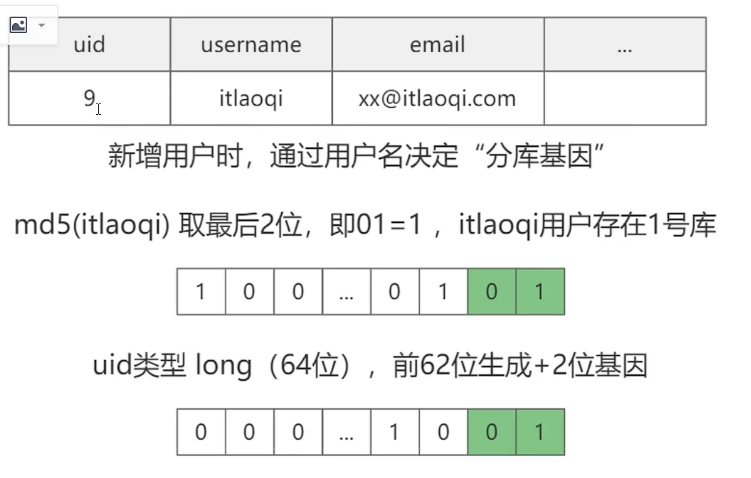 uid username email ...
9 itlaoqi xx@itlaoqi.com
新增用户时，通过用户名决定“分库基因”
md5(itlaoqi) 取最后2位，即01=1 ，itlaoqi用户存在1号库
1 0 0 ... 0 1 0 1
uid类型 long（64位），前62位生成+2位基因
0 0 0 ... 1 0 0 1